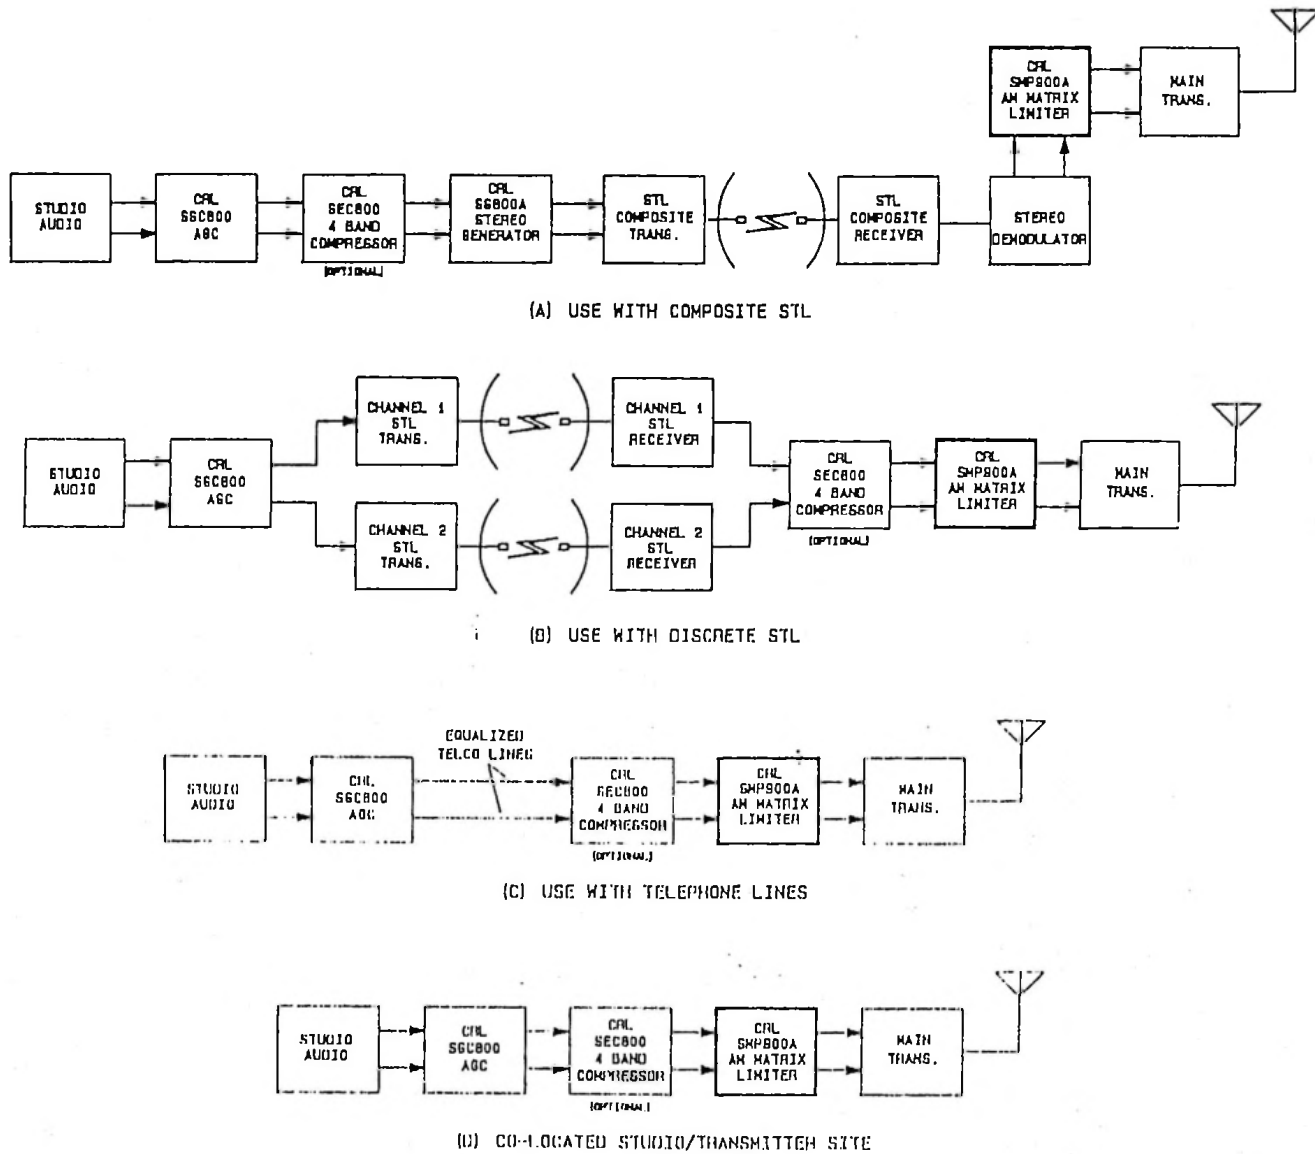 CRL
SMP900A
AM MATRIX
LIMITER
MAIN
TRANS.
STUDIO
AUDIO
CRL
SGC800
AGC
CRL
SEC800
4 BAND
COMPRESSOR
(OPTIONAL)
CRL
SG800A
STEREO
GENERATOR
STL
COMPOSITE
TRANS.
STL
COMPOSITE
RECEIVER
STEREO
DEMODULATOR
(A) USE WITH COMPOSITE STL
STUDIO
AUDIO
CRL
SGC800
AGC
CHANNEL 1
STL
TRANS.
CHANNEL 1
STL
RECEIVER
CHANNEL 2
STL
TRANS.
CHANNEL 2
STL
RECEIVER
CRL
SEC800
4 BAND
COMPRESSOR
(OPTIONAL)
CRL
SMP900A
AM MATRIX
LIMITER
MAIN
TRANS.
(B) USE WITH DISCRETE STL
STUDIO
AUDIO
CRL
SGC800
AGC
EQUALIZED
TELCO LINES
CRL
SEC800
4 BAND
COMPRESSOR
(OPTIONAL)
CRL
SMP900A
AM MATRIX
LIMITER
MAIN
TRANS.
(C) USE WITH TELEPHONE LINES
STUDIO
AUDIO
CRL
SGC800
AGC
CRL
SEC800
4 BAND
COMPRESSOR
(OPTIONAL)
CRL
SMP900A
AM MATRIX
LIMITER
MAIN
TRANS.
(D) CO-LOCATED STUDIO/TRANSMITTER SITE